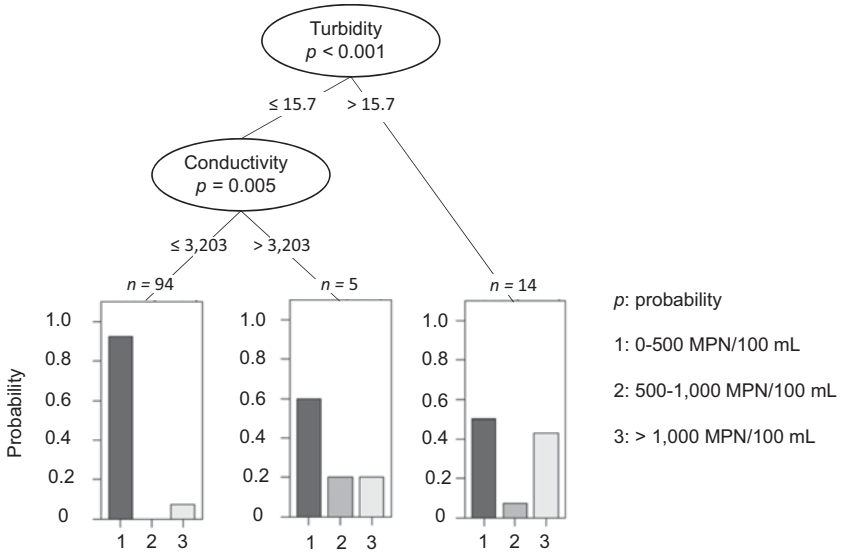 Turbidity
p < 0.001
≤ 15.7 > 15.7
Conductivity
p = 0.005
≤ 3,203 > 3,203
n = 94 n = 5 n = 14
Probability
1.0 1.0 1.0
0.8 0.8 0.8
0.6 0.6 0.6
0.4 0.4 0.4
0.2 0.2 0.2
0 0 0
1 2 3 1 2 3 1 2 3
p: probability
1: 0-500 MPN/100 mL
2: 500-1,000 MPN/100 mL
3: > 1,000 MPN/100 mL